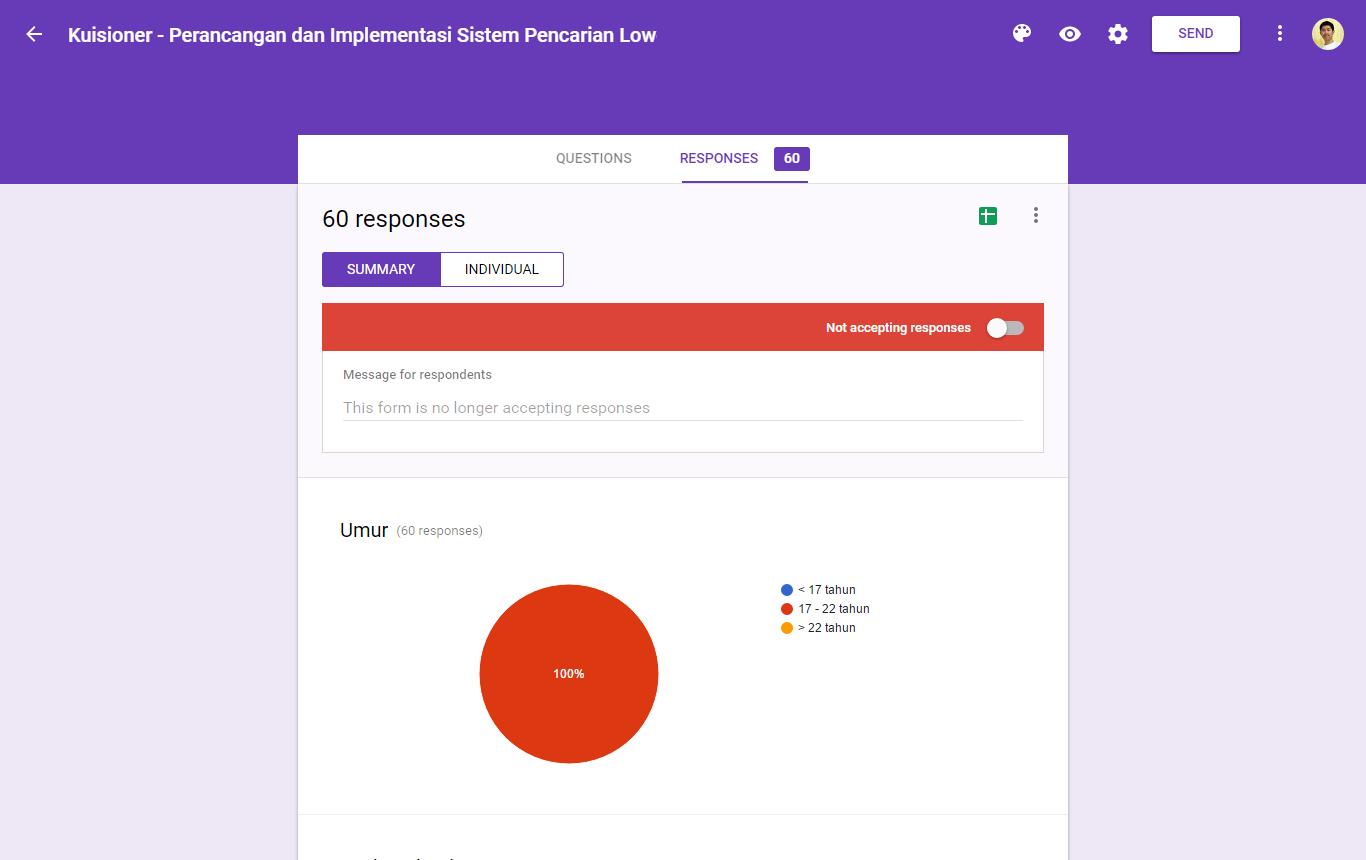 Kuisioner - Perancangan dan Implementasi Sistem Pencarian Low
SEND
QUESTIONS RESPONSES 60
60 responses
SUMMARY INDIVIDUAL
Not accepting responses
Message for respondents
This form is no longer accepting responses
Umur (60 responses)
< 17 tahun
17 - 22 tahun
> 22 tahun
100%